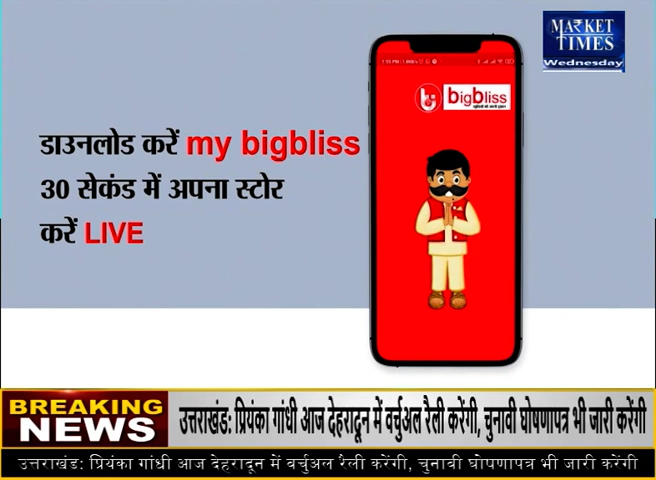 MARKET
TIMES
Wednesday
bigbliss
डाउनलोड करें my bigbliss
30 सेकंड में अपना स्टोर
करें LIVE
BREAKING
NEWS
उत्तराखंड: प्रियंका गांधी आज देहरादून में वर्चुअल रैली करेंगी, चुनावी घोषणापत्र भी जारी करेंगी
उत्तराखंड: प्रियंका गांधी आज देहरादून में वर्चुअल रैली करेंगी, चुनावी घोषणापत्र भी जारी करेंगी